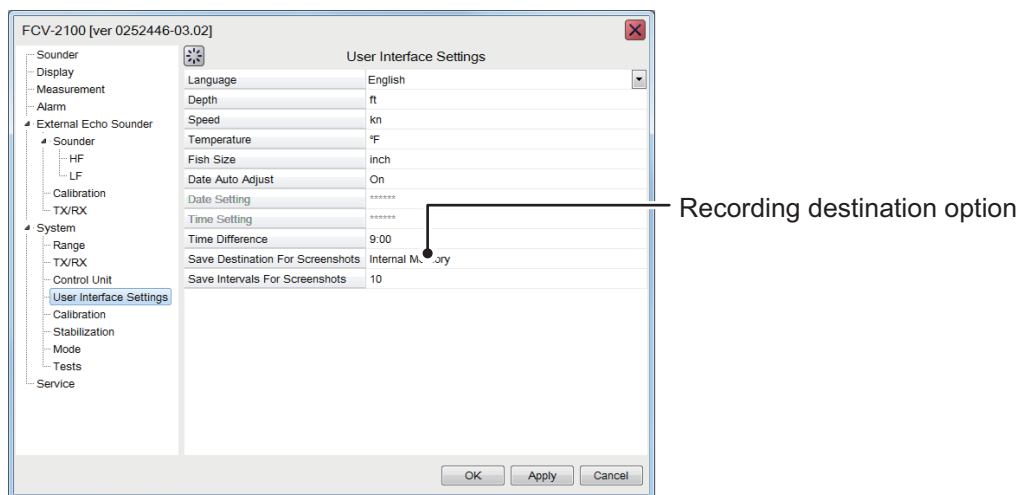 FCV-2100 [ver 0252446-03.02]
Sounder
Display
Measurement
Alarm
External Echo Sounder
Sounder
HF
LF
Calibration
TX/RX
System
Range
TX/RX
Control Unit
User Interface Settings
Calibration
Stabilization
Mode
Tests
Service
User Interface Settings
Language English
Depth ft
Speed kn
Temperature °F
Fish Size inch
Date Auto Adjust On
Date Setting ******
Time Setting ******
Time Difference 9:00
Save Destination For Screenshots Internal Memory
Save Intervals For Screenshots 10
OK Apply Cancel
Recording destination option